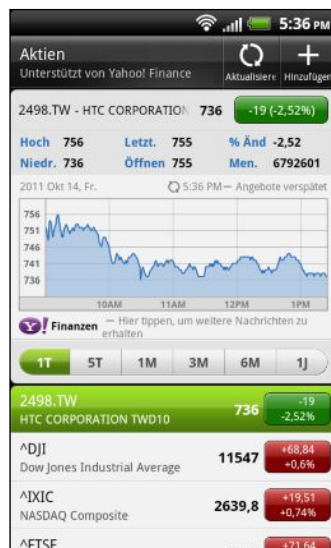 5:36 PM
Aktien
Unterstützt von Yahoo! Finance
Aktualisiere
Hinzufügen
2498.TW - HTC CORPORATION 736 -19 (-2,52%)
Hoch 756 Letzt. 755 % Änd -2,52
Niedr. 736 Öffnen 755 Men. 6792601
2011 Okt 14, Fr. 5:36 PM — Angebote verspätet
756
751
746
741
736
10AM 11AM 12PM 1PM
Y! Finanzen — Hier tippen, um weitere Nachrichten zu
erhalten
1T 5T 1M 3M 6M 1J
2498.TW
HTC CORPORATION TWD10
736
-19
-2,52%
^DJI
Dow Jones Industrial Average
11547
+68,84
+0,6%
^IXIC
NASDAQ Composite
2639,8
+19,51
+0,74%
^FTSE
+71,64